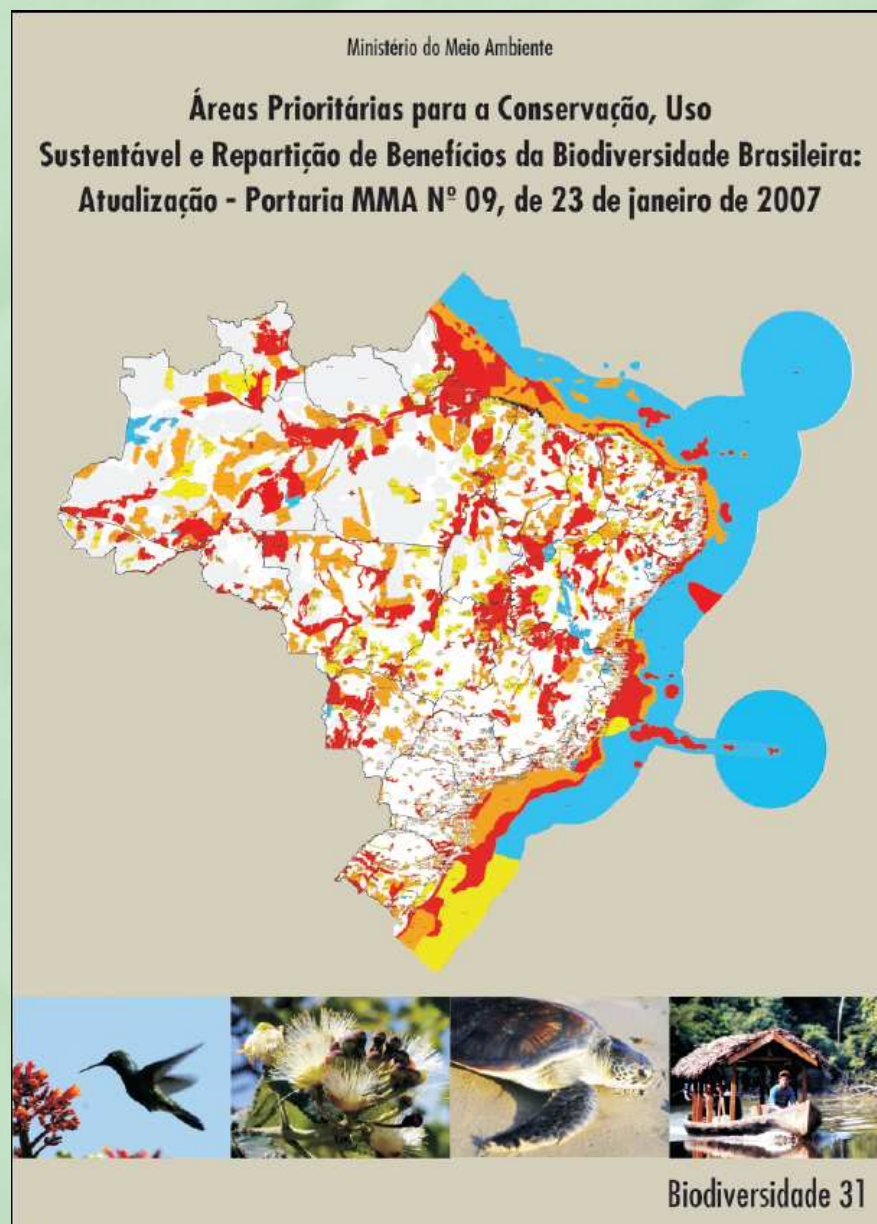 Ministério do Meio Ambiente
Áreas Prioritárias para a Conservação, Uso
Sustentável e Repartição de Benefícios da Biodiversidade Brasileira:
Atualização - Portaria MMA Nº 09, de 23 de janeiro de 2007
Biodiversidade 31